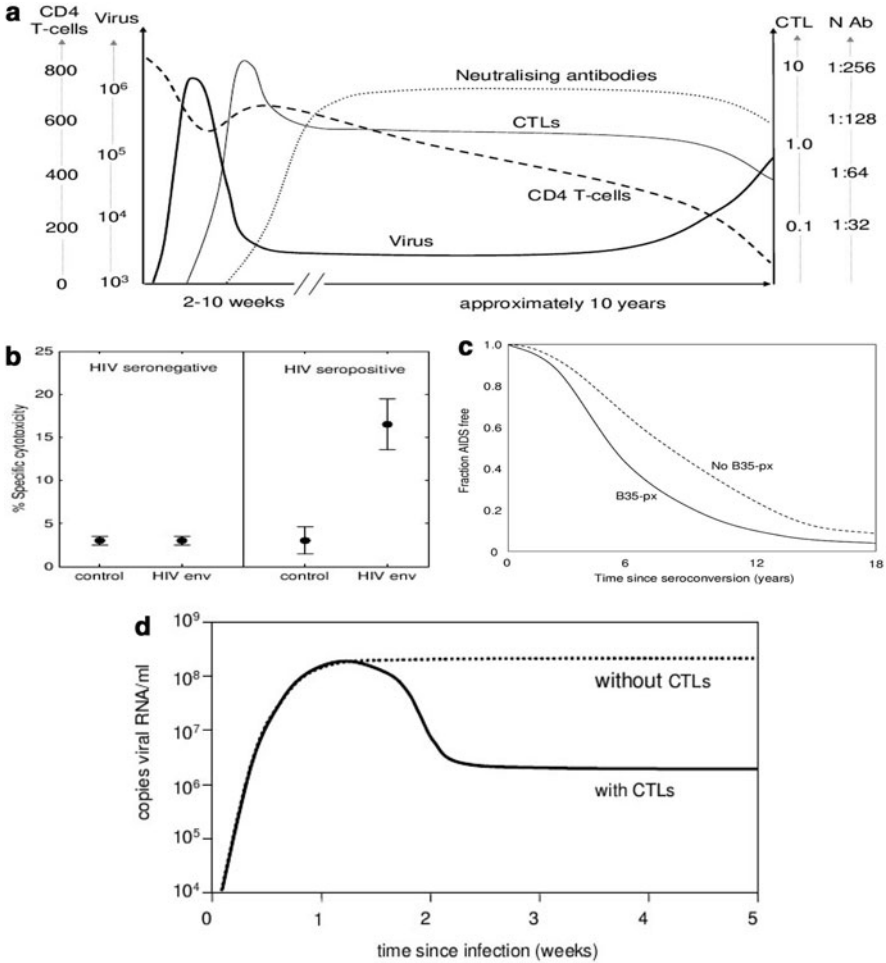 a
CD4 T-cells
Virus
CTL
N Ab
800
600
400
200
0
10⁶
10⁵
10⁴
10³
10
1.0
0.1
1:256
1:128
1:64
1:32
Neutralising antibodies
CTLs
CD4 T-cells
Virus
2-10 weeks
approximately 10 years
b
% Specific cytotoxicity
25
20
15
10
5
0
HIV seronegative
HIV seropositive
control
HIV env
control
HIV env
c
Fraction AIDS free
1.0
0.8
0.6
0.4
0.2
0
No B35-px
B35-px
0
6
12
18
Time since seroconversion (years)
d
copies viral RNA/ml
10⁹
10⁸
10⁷
10⁶
10⁵
10⁴
without CTLs
with CTLs
0
1
2
3
4
5
time since infection (weeks)